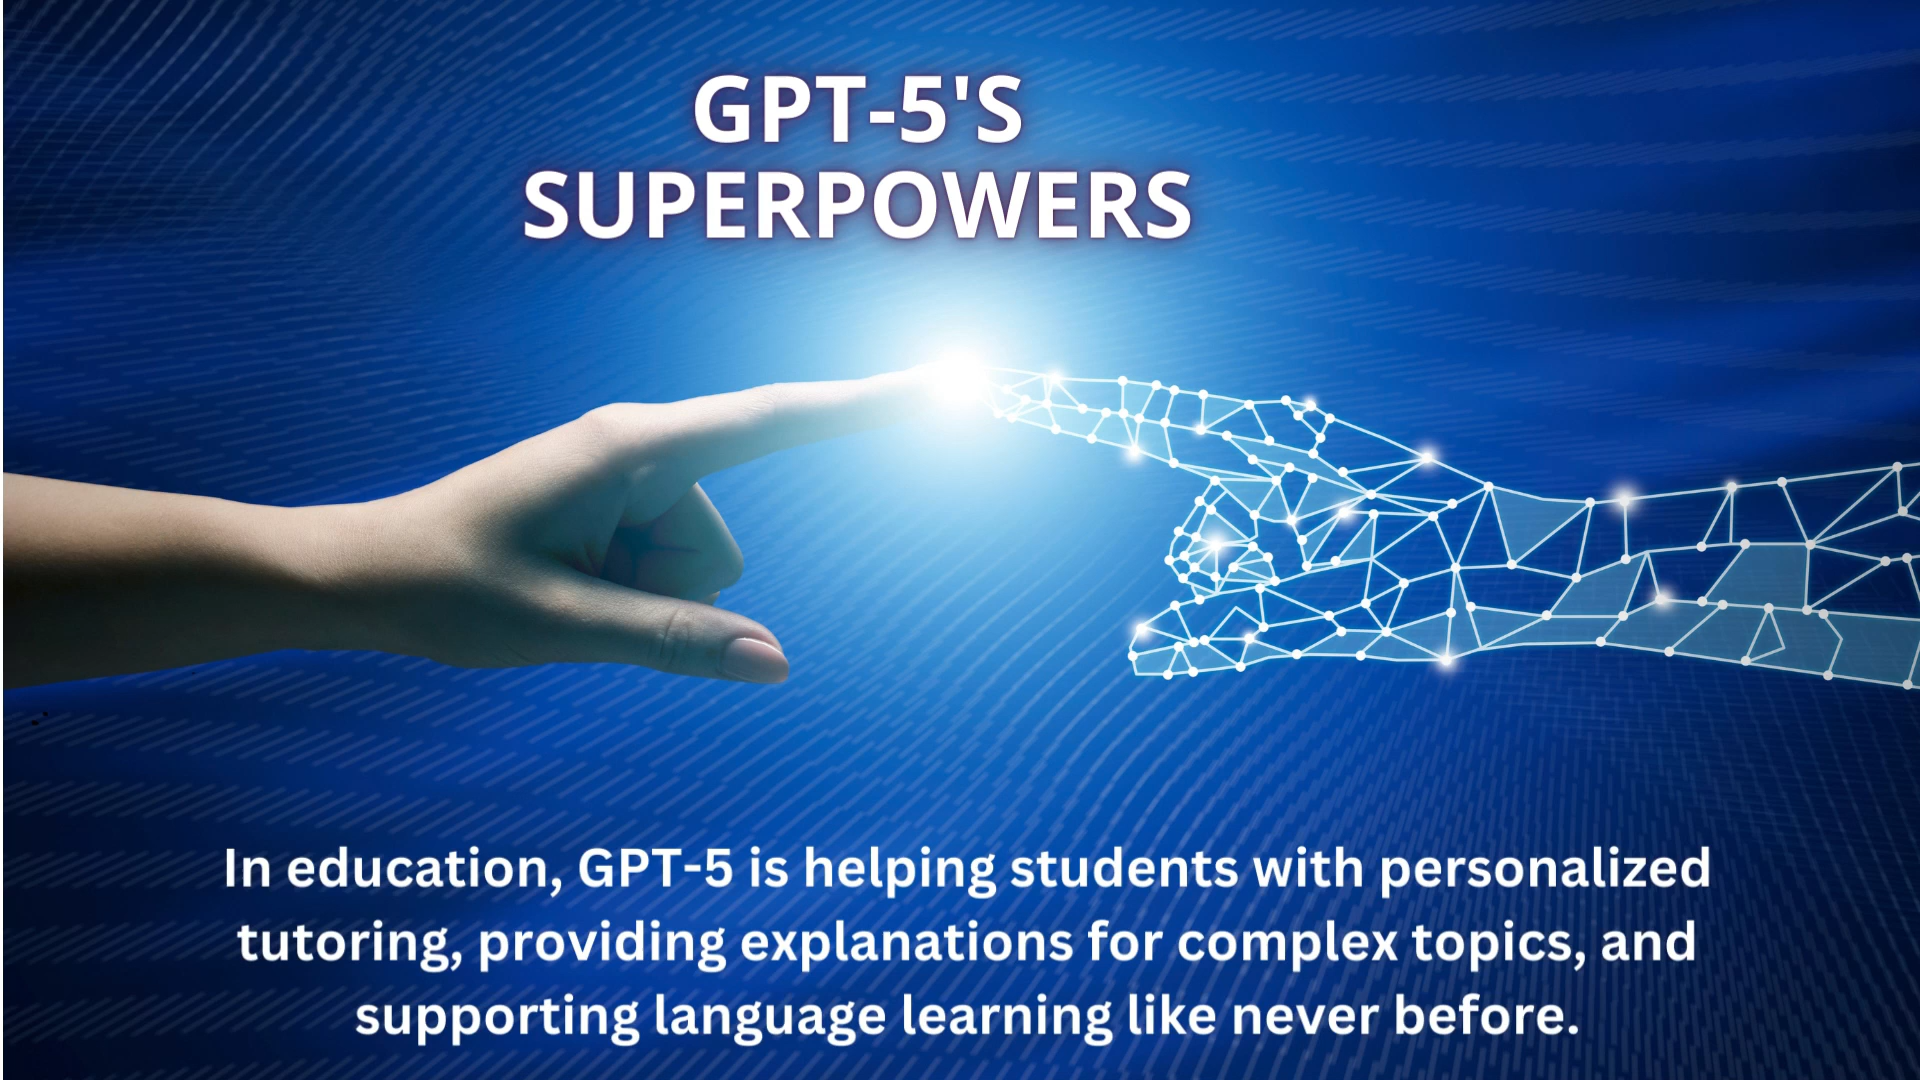 GPT-5'S
SUPERPOWERS
In education, GPT-5 is helping students with personalized
tutoring, providing explanations for complex topics, and
supporting language learning like never before.